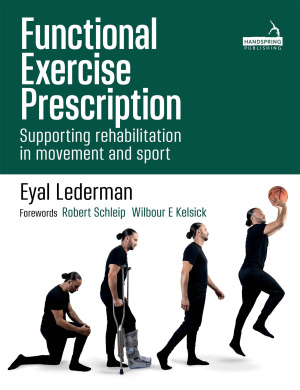 HANDSPRING
PUBLISHING
Functional
Exercise
Prescription
Supporting rehabilitation
in movement and sport
Eyal Lederman
Forewords Robert Schleip Wilbour E Kelsick